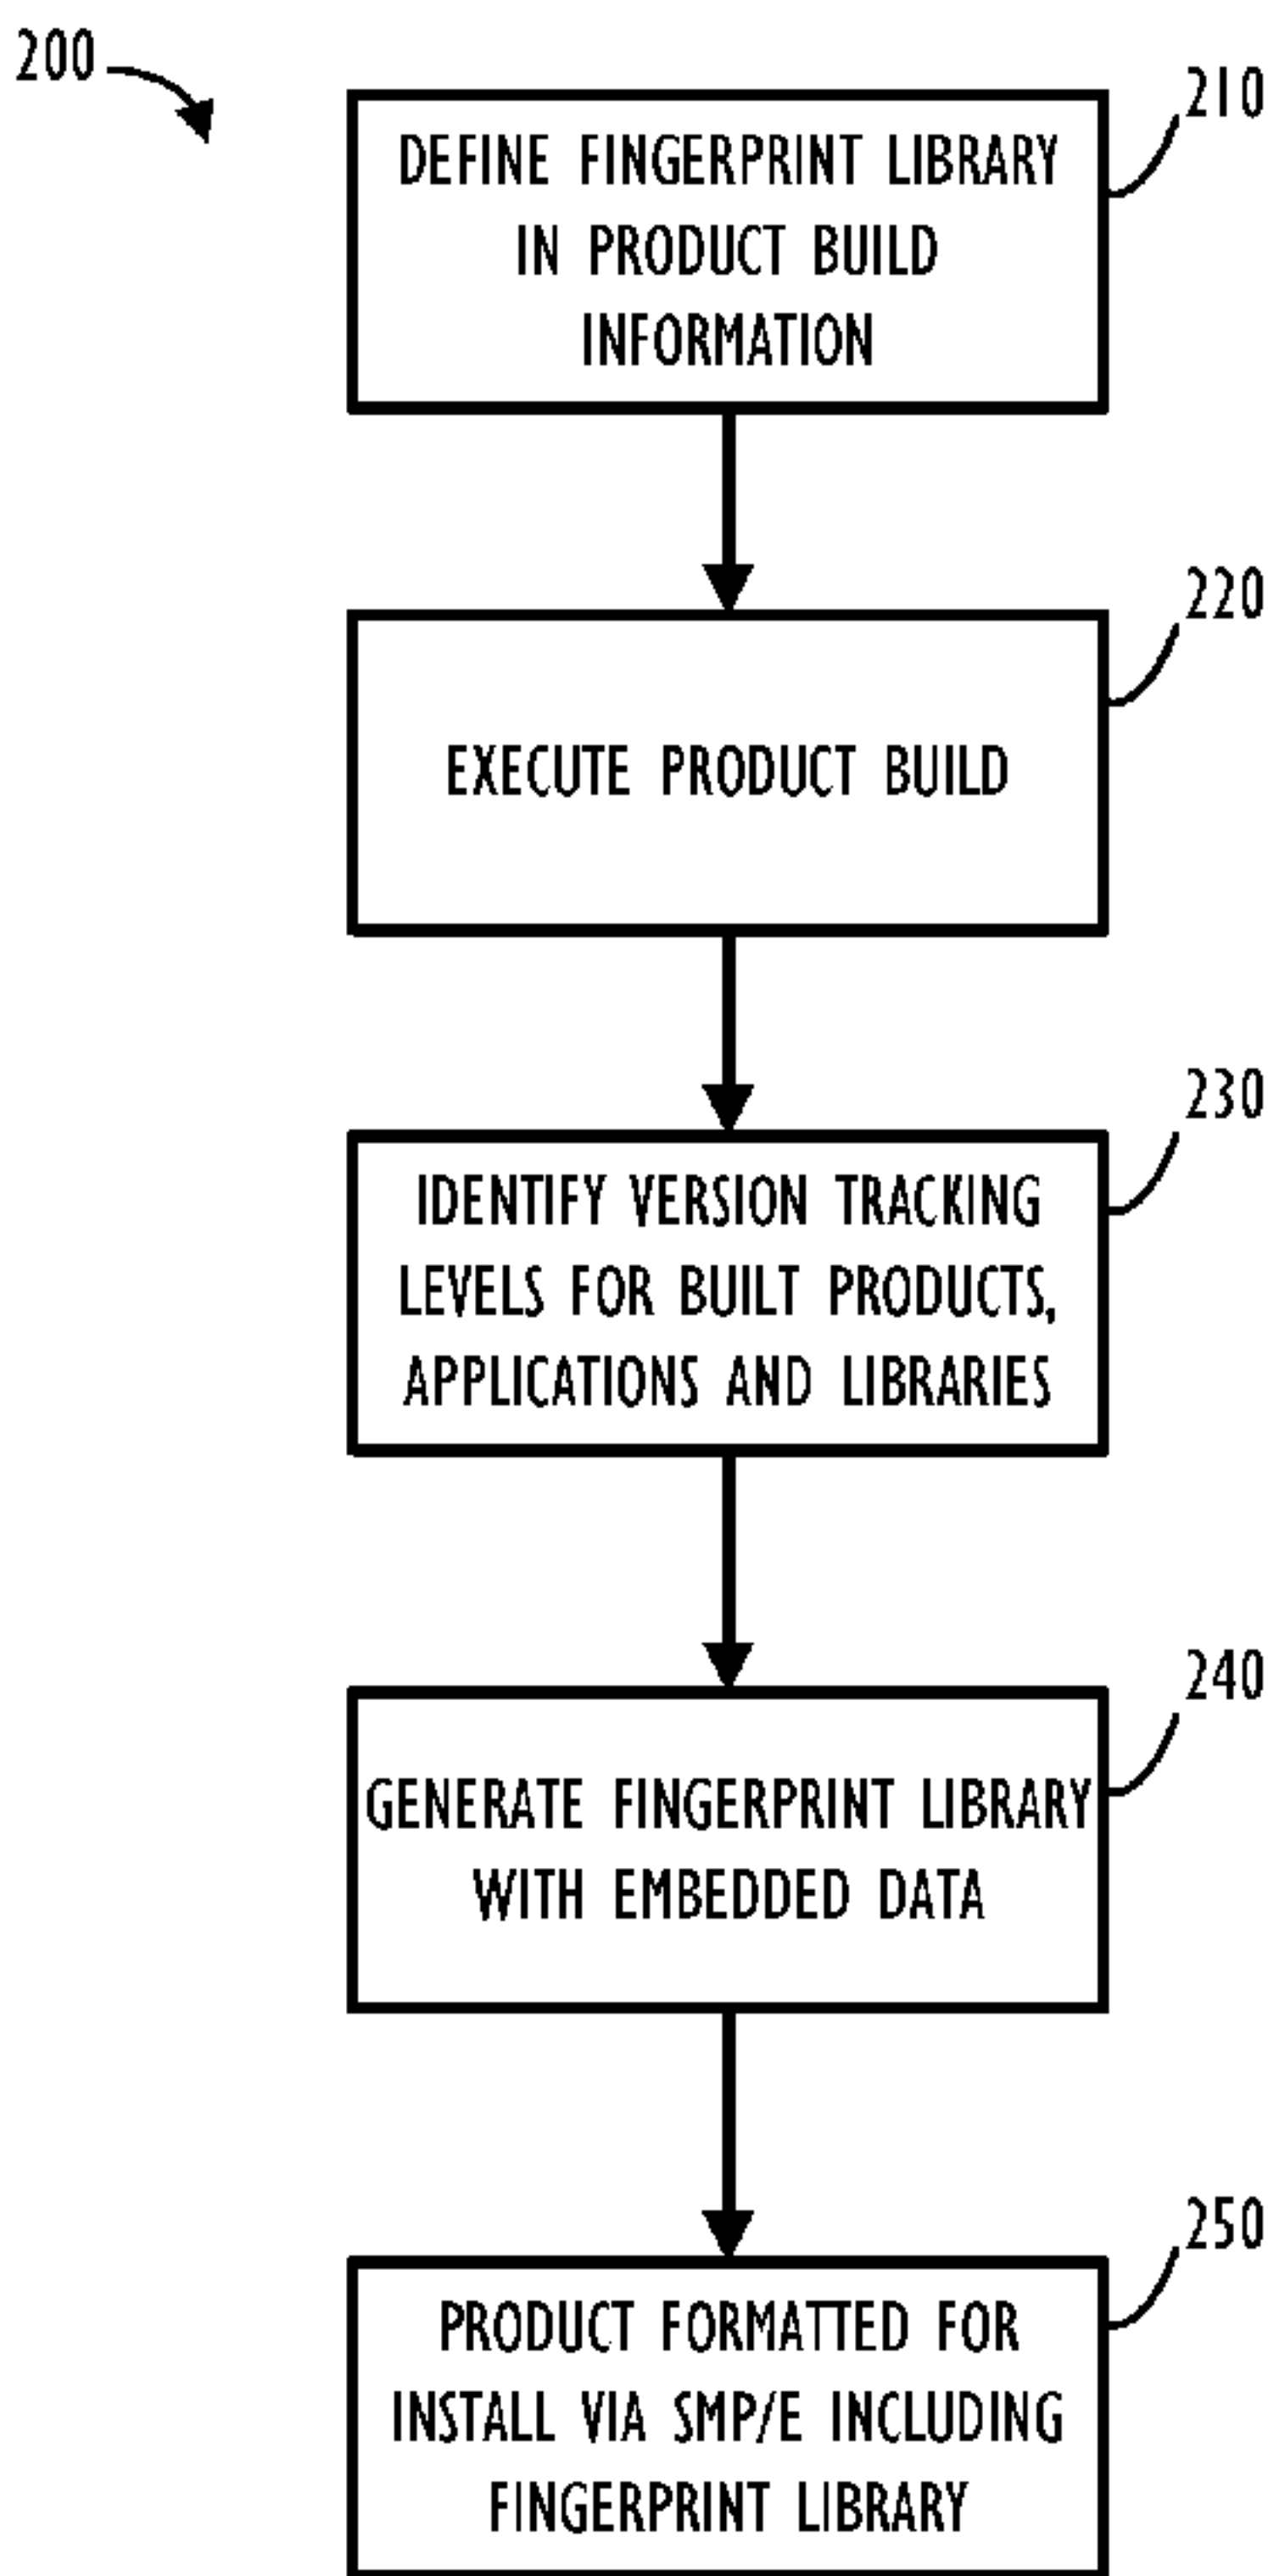 200
210
DEFINE FINGERPRINT LIBRARY
IN PRODUCT BUILD
INFORMATION
220
EXECUTE PRODUCT BUILD
230
IDENTIFY VERSION TRACKING
LEVELS FOR BUILT PRODUCTS,
APPLICATIONS AND LIBRARIES
240
GENERATE FINGERPRINT LIBRARY
WITH EMBEDDED DATA
250
PRODUCT FORMATTED FOR
INSTALL VIA SMP/E INCLUDING
FINGERPRINT LIBRARY